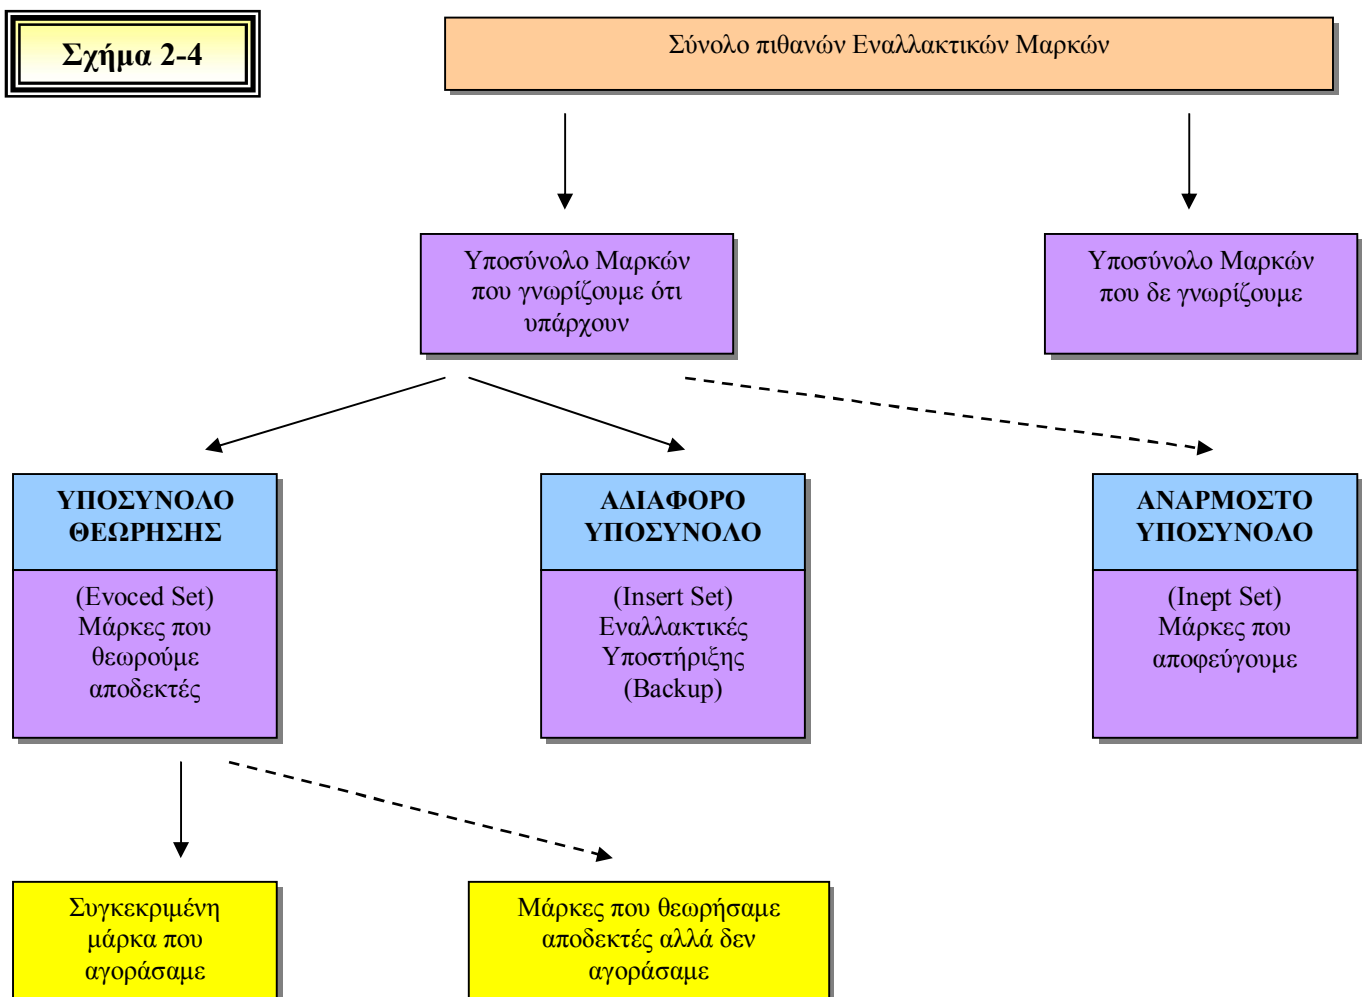 Σχήμα 2-4
Σύνολο πιθανών Εναλλακτικών Μαρκών
Υποσύνολο Μαρκών
που γνωρίζουμε ότι
υπάρχουν
Υποσύνολο Μαρκών
που δε γνωρίζουμε
ΥΠΟΣΥΝΟΛΟ
ΘΕΩΡΗΣΗΣ
(Evoced Set)
Μάρκες που
θεωρούμε
αποδεκτές
ΑΔΙΑΦΟΡΟ
ΥΠΟΣΥΝΟΛΟ
(Insert Set)
Εναλλακτικές
Υποστήριξης
(Backup)
ΑΝΑΡΜΟΣΤΟ
ΥΠΟΣΥΝΟΛΟ
(Inept Set)
Μάρκες που
αποφεύγουμε
Συγκεκριμένη
μάρκα που
αγοράσαμε
Μάρκες που θεωρήσαμε
αποδεκτές αλλά δεν
αγοράσαμε